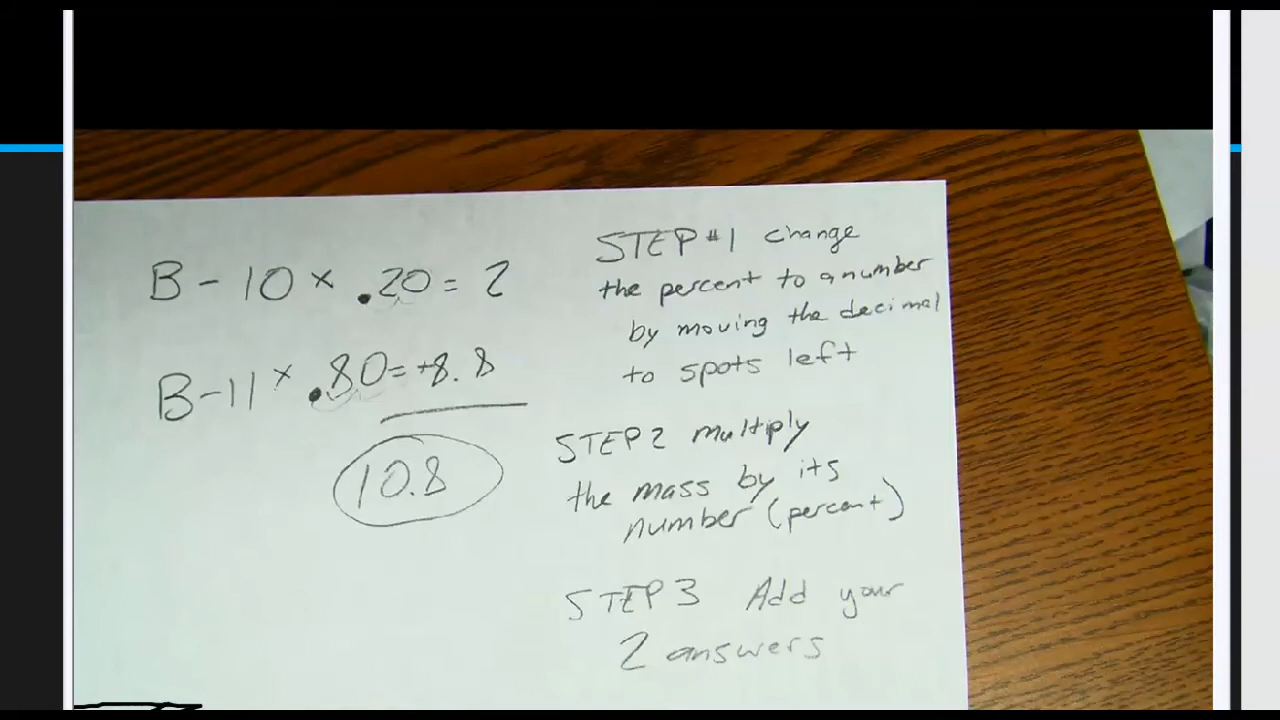 B - 10 × .20 = 2
B - 11 × .80 = +8.8
10.8
STEP #1 change
the percent to a number
by moving the decimal
to spots left
STEP 2 multiply
the mass by its
number (percent)
STEP 3 Add your
2 answers